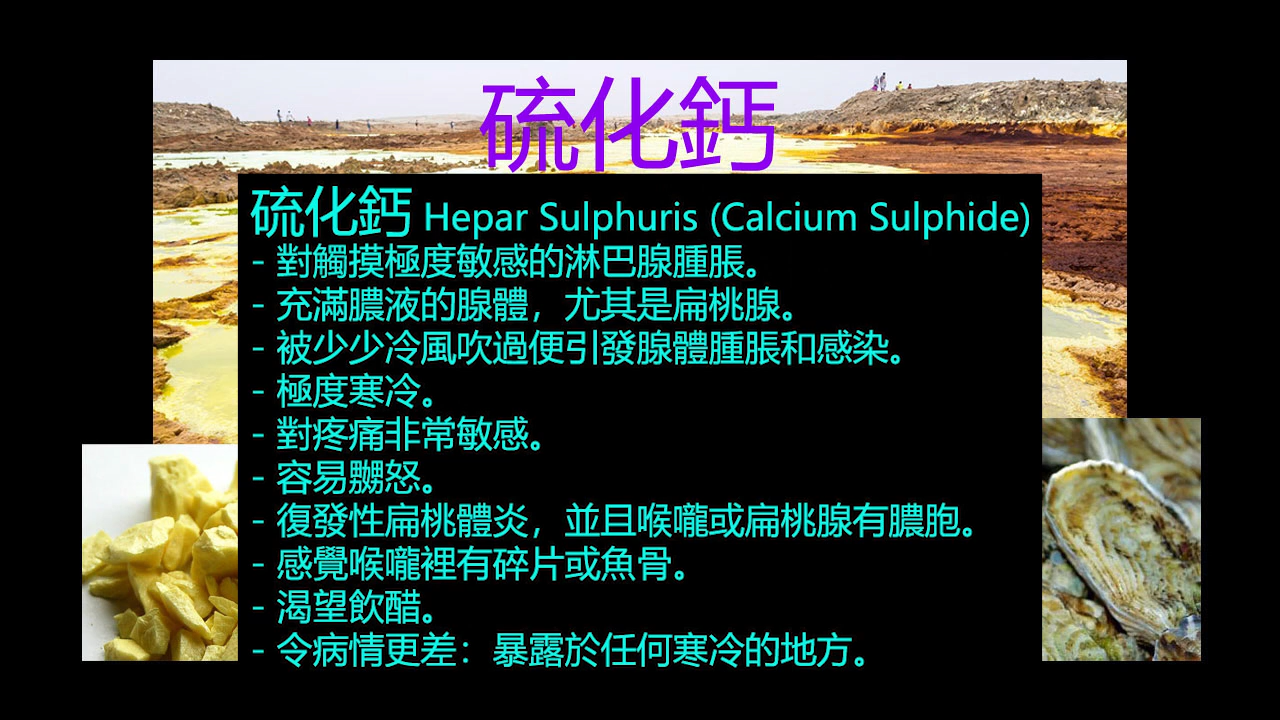 硫化鈣
硫化鈣 Hepar Sulphuris (Calcium Sulphide)
- 對觸摸極度敏感的淋巴腺腫脹。
- 充滿膿液的腺體，尤其是扁桃腺。
- 被少少冷風吹過便引發腺體腫脹和感染。
- 極度寒冷。
- 對疼痛非常敏感。
- 容易嬲怒。
- 復發性扁桃體炎，並且喉嚨或扁桃腺有膿胞。
- 感覺喉嚨裡有碎片或魚骨。
- 渴望飲醋。
- 令病情更差：暴露於任何寒冷的地方。